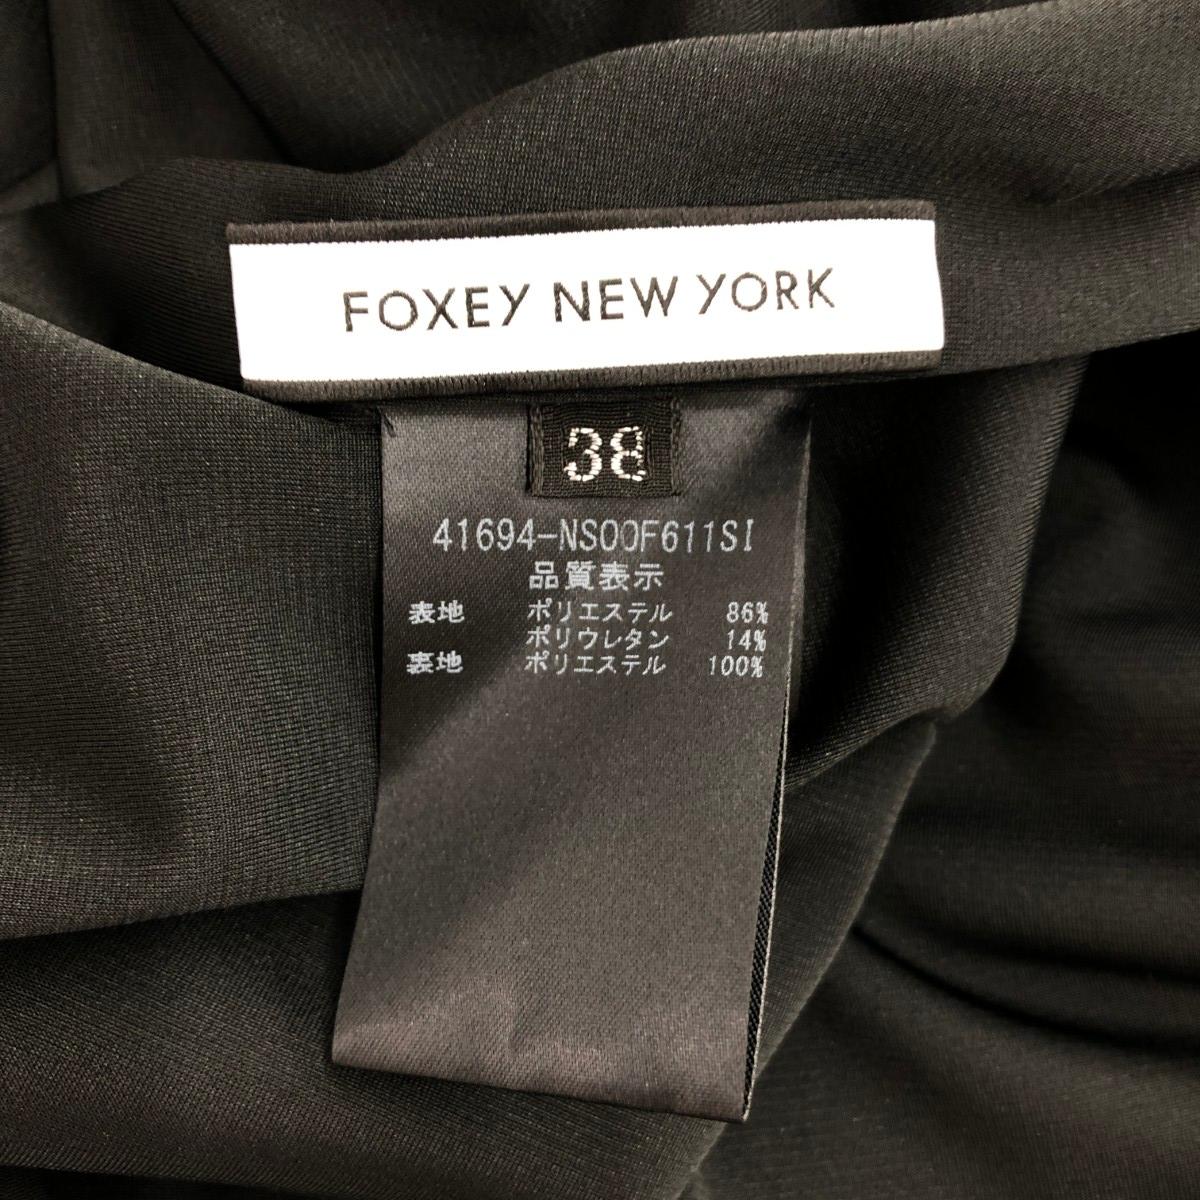 FOXEY NEW YORK
38
41694-NS00F611SI
品質表示
表地 ポリエステル 86%
ポリウレタン 14%
裏地 ポリエステル 100%